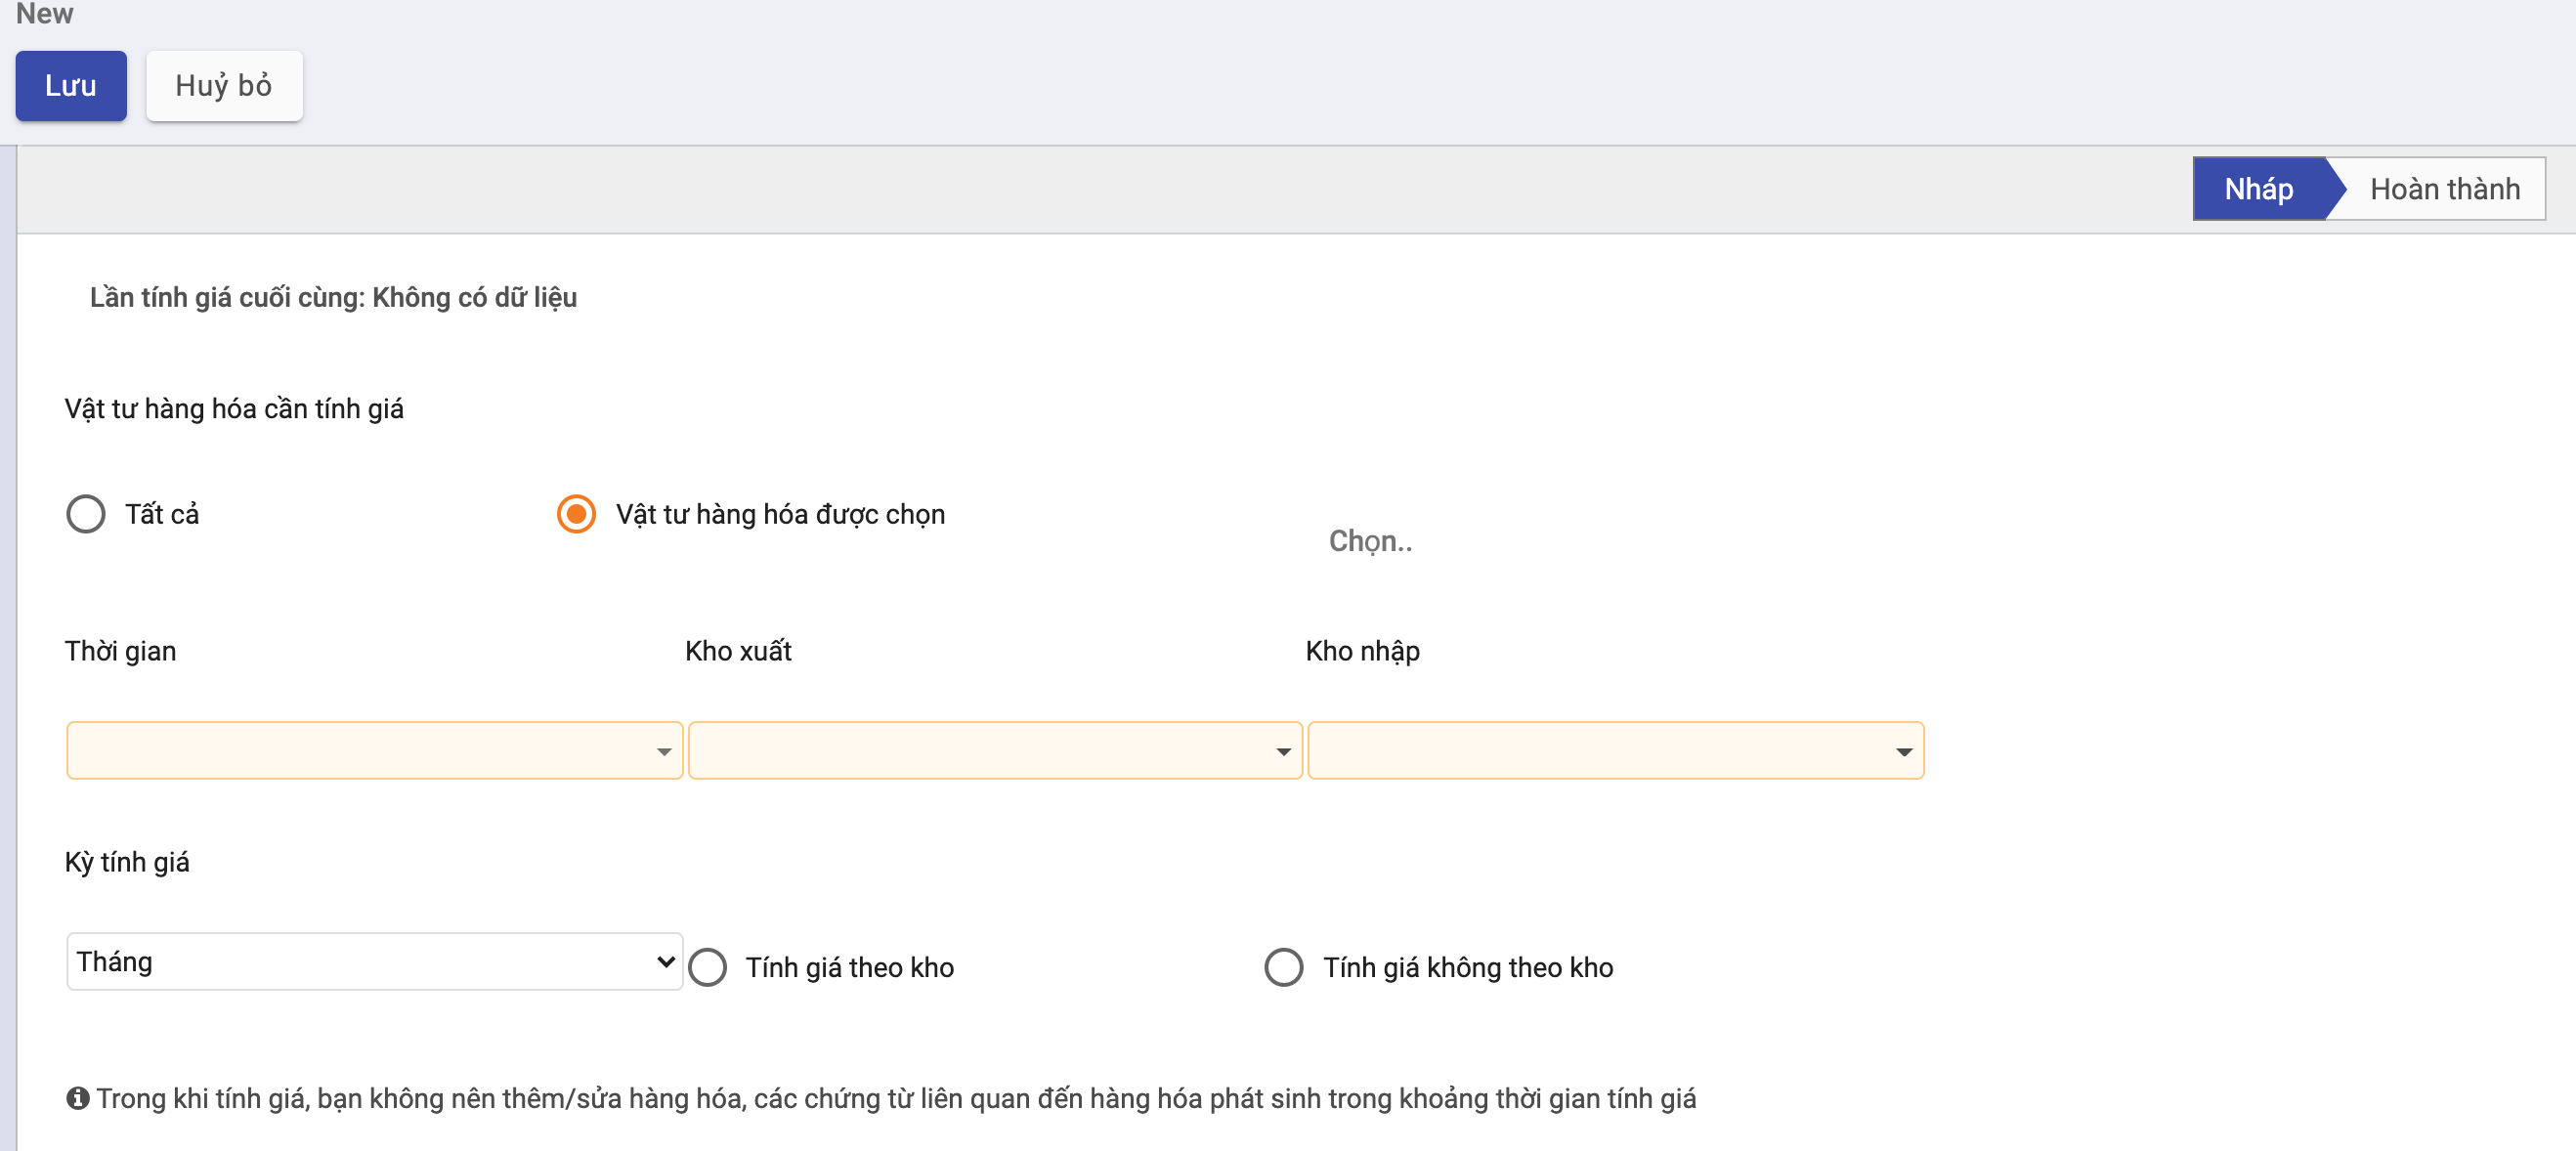 New
Lưu Huỷ bỏ
Nháp Hoàn thành
Lần tính giá cuối cùng: Không có dữ liệu
Vật tư hàng hóa cần tính giá
Tất cả Vật tư hàng hóa được chọn
Chọn..
Thời gian Kho xuất Kho nhập
Kỳ tính giá
Tháng Tính giá theo kho Tính giá không theo kho
Trong khi tính giá, bạn không nên thêm/sửa hàng hóa, các chứng từ liên quan đến hàng hóa phát sinh trong khoảng thời gian tính giá